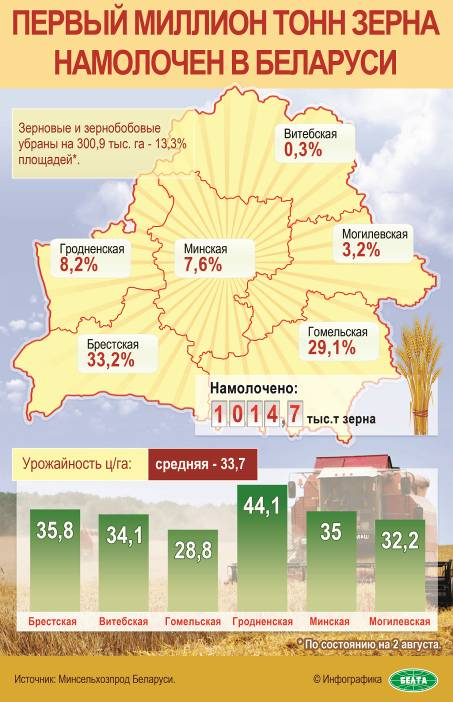 ПЕРВЫЙ МИЛЛИОН ТОНН ЗЕРНА
НАМОЛОЧЕН В БЕЛАРУСИ
Зерновые и зернобобовые
убраны на 300,9 тыс. га - 13,3%
площадей*.
Витебская
0,3%
Гродненская
8,2%
Минская
7,6%
Могилевская
3,2%
Брестская
33,2%
Гомельская
29,1%
Намолочено:
1014,7 тыс.т зерна
Урожайность ц/га: средняя - 33,7
35,8
34,1
28,8
44,1
35
32,2
Брестская Витебская Гомельская Гродненская Минская Могилевская
* По состоянию на 2 августа.
Источник: Минсельхозпрод Беларуси.
© Инфографика БЕЛТА